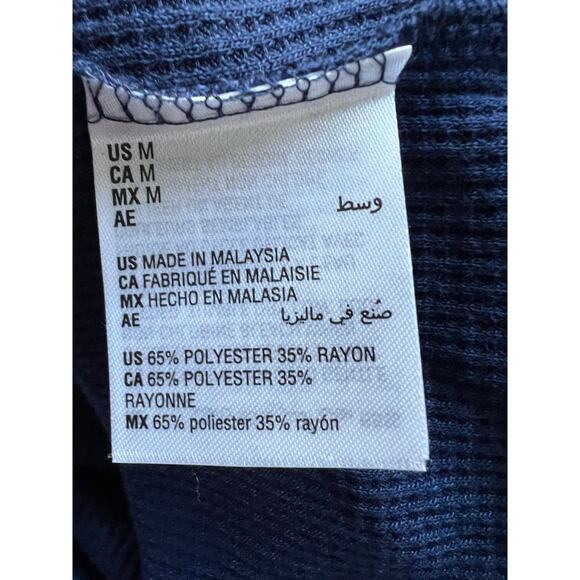 US M
CA M
MX M
AE وسط
US MADE IN MALAYSIA
CA FABRIQUÉ EN MALAISIE
MX HECHO EN MALASIA
AE صُنع في ماليزيا
US 65% POLYESTER 35% RAYON
CA 65% POLYESTER 35%
RAYONNE
MX 65% poliester 35% rayón